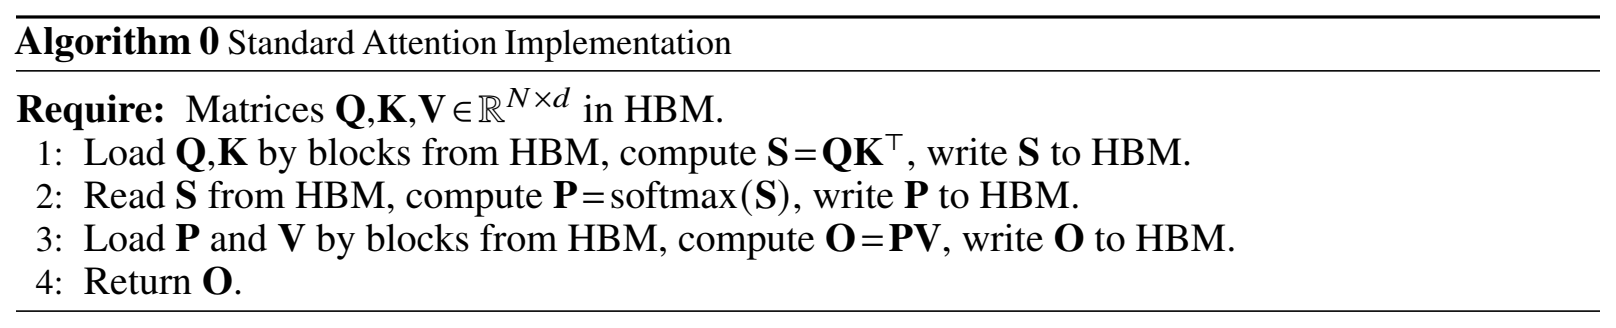 Algorithm 0 Standard Attention Implementation
Require: Matrices Q,K,V∈ℝ^{N×d} in HBM.
1: Load Q,K by blocks from HBM, compute S=QK^⊤, write S to HBM.
2: Read S from HBM, compute P=softmax(S), write P to HBM.
3: Load P and V by blocks from HBM, compute O=PV, write O to HBM.
4: Return O.